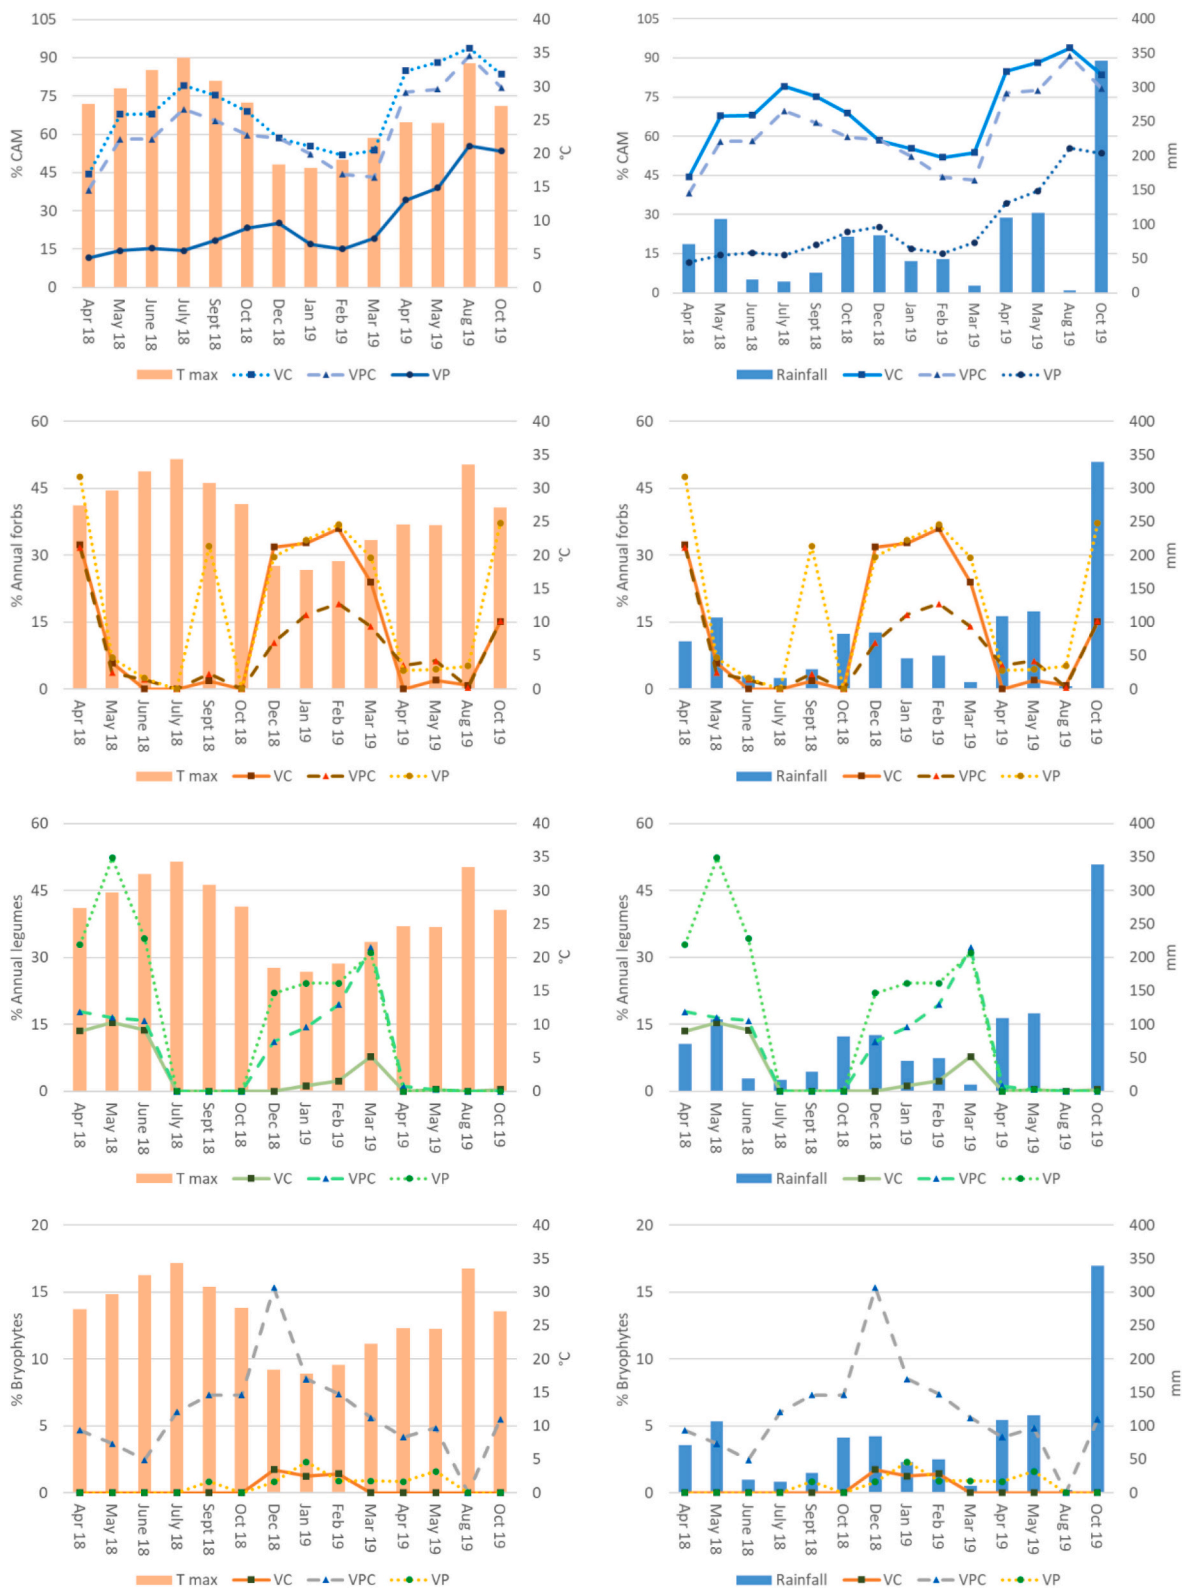 105
90
75
60
45
30
15
0
% CAM
40
35
30
25
20
15
10
5
0
°C
Apr 18
May 18
June 18
July 18
Sept 18
Oct 18
Dec 18
Jan 19
Feb 19
Mar 19
Apr 19
May 19
Aug 19
Oct 19
T max VC VPC VP
105
90
75
60
45
30
15
0
% CAM
400
350
300
250
200
150
100
50
0
mm
Apr 18
May 18
June 18
July 18
Sept 18
Oct 18
Dec 18
Jan 19
Feb 19
Mar 19
Apr 19
May 19
Aug 19
Oct 19
Rainfall VC VPC VP
60
45
30
15
0
% Annual forbs
40
35
30
25
20
15
10
5
0
°C
Apr 18
May 18
June 18
July 18
Sept 18
Oct 18
Dec 18
Jan 19
Feb 19
Mar 19
Apr 19
May 19
Aug 19
Oct 19
T max VC VPC VP
60
45
30
15
0
% Annual forbs
400
350
300
250
200
150
100
50
0
mm
Apr 18
May 18
June 18
July 18
Sept 18
Oct 18
Dec 18
Jan 19
Feb 19
Mar 19
Apr 19
May 19
Aug 19
Oct 19
Rainfall VC VPC VP
60
45
30
15
0
% Annual legumes
40
35
30
25
20
15
10
5
0
°C
Apr 18
May 18
June 18
July 18
Sept 18
Oct 18
Dec 18
Jan 19
Feb 19
Mar 19
Apr 19
May 19
Aug 19
Oct 19
T max VC VPC VP
60
45
30
15
0
% Annual legumes
400
350
300
250
200
150
100
50
0
mm
Apr 18
May 18
June 18
July 18
Sept 18
Oct 18
Dec 18
Jan 19
Feb 19
Mar 19
Apr 19
May 19
Aug 19
Oct 19
Rainfall VC VPC VP
20
15
10
5
0
% Bryophytes
40
35
30
25
20
15
10
5
0
°C
Apr 18
May 18
June 18
July 18
Sept 18
Oct 18
Dec 18
Jan 19
Feb 19
Mar 19
Apr 19
May 19
Aug 19
Oct 19
T max VC VPC VP
20
15
10
5
0
% Bryophytes
400
350
300
250
200
150
100
50
0
mm
Apr 18
May 18
June 18
July 18
Sept 18
Oct 18
Dec 18
Jan 19
Feb 19
Mar 19
Apr 19
May 19
Aug 19
Oct 19
Rainfall VC VPC VP